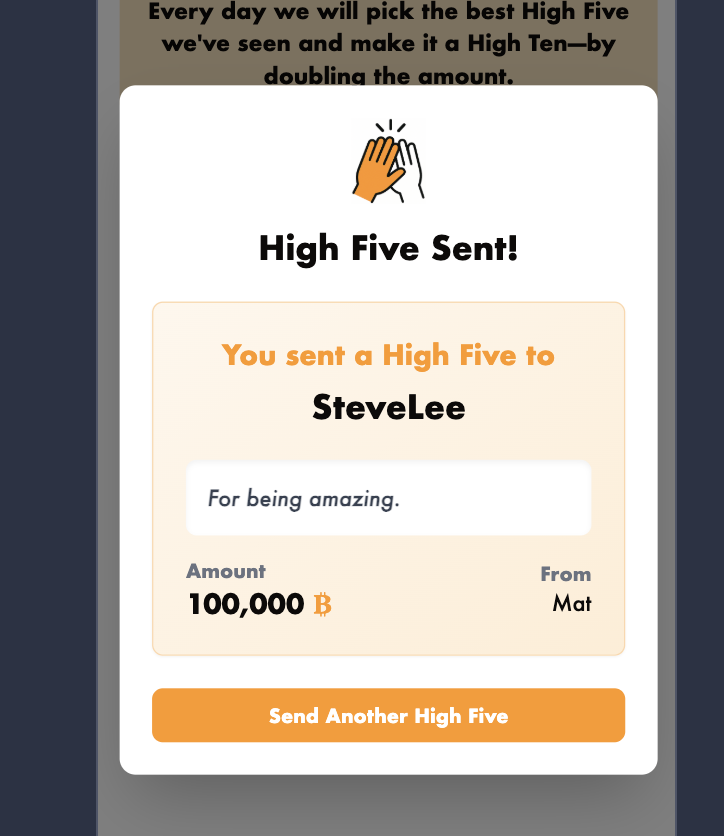 Every day we will pick the best High Five
we've seen and make it a High Ten—by
doubling the amount.
High Five Sent!
You sent a High Five to
SteveLee
For being amazing.
Amount
100,000 ₿
From
Mat
Send Another High Five